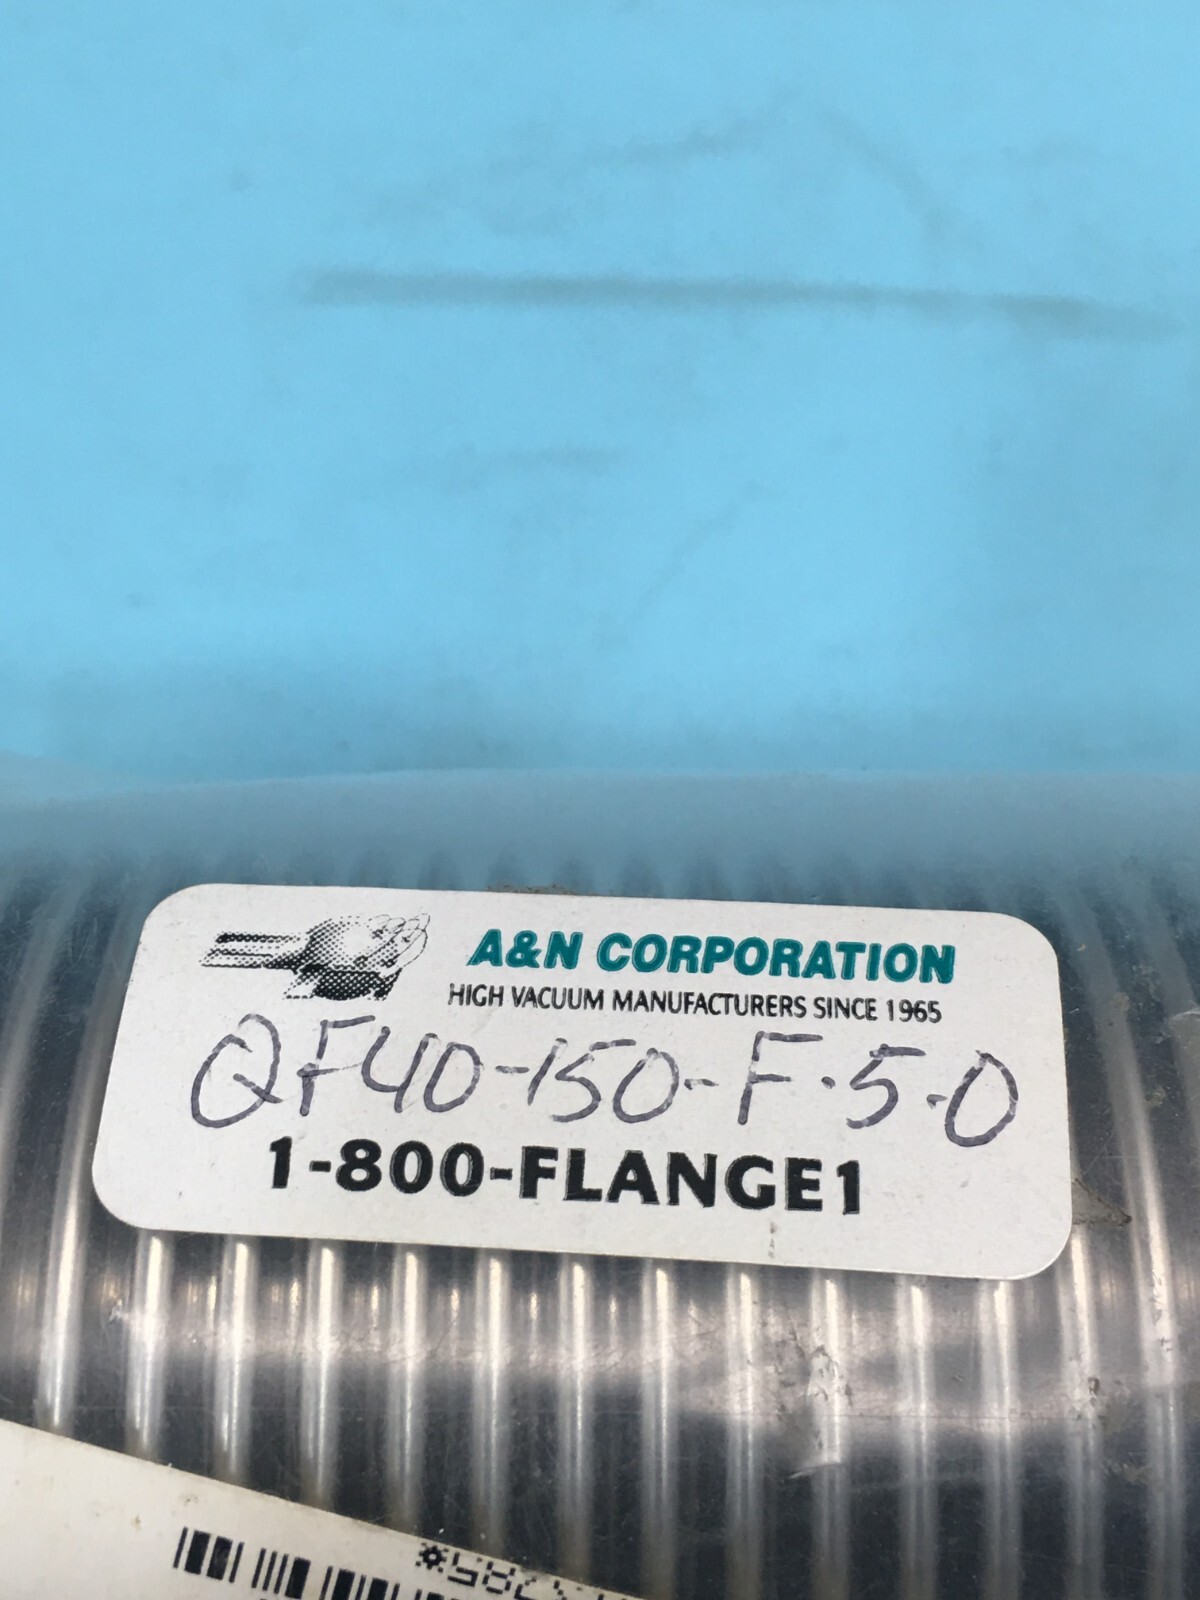 A&N CORPORATION
HIGH VACUUM MANUFACTURERS SINCE 1965
QF40-150-F.5.0
1-800-FLANGE1